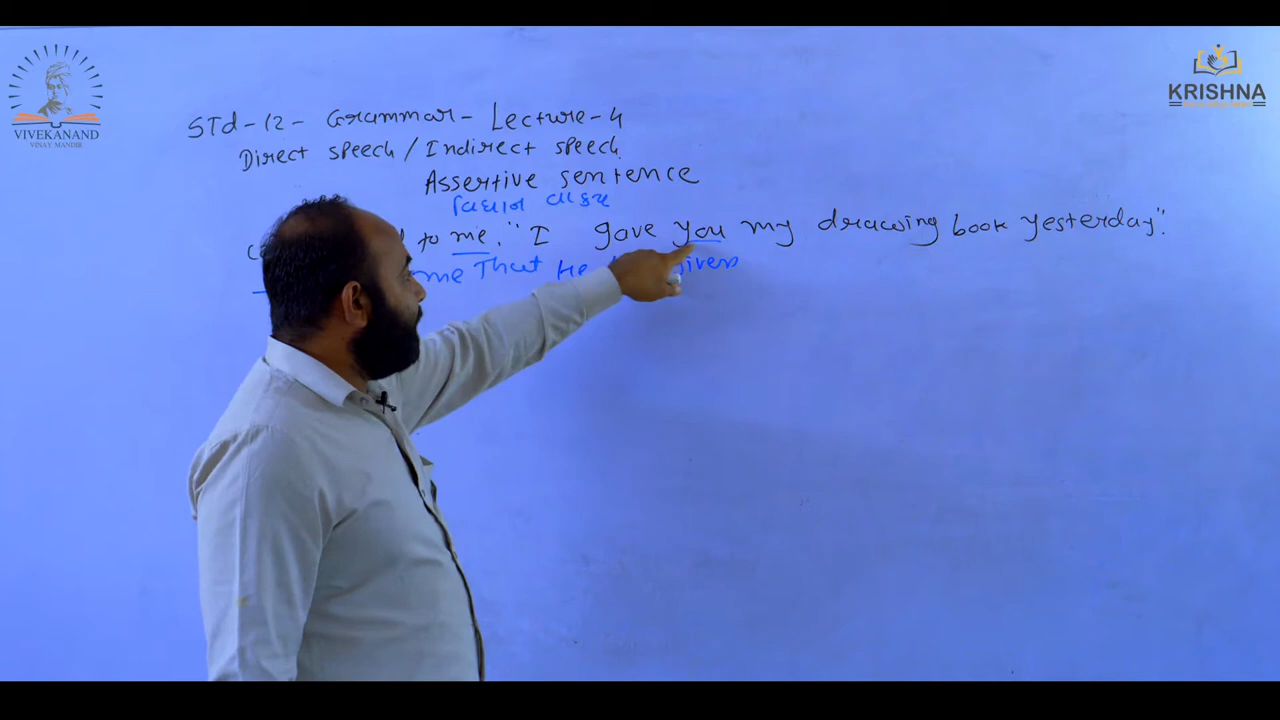 VIVEKANAND
VINAY MANDIR
KRISHNA
STd-12- Grammar- Lecture-4
Direct speech / Indirect speech
Assertive sentence
વિધાન વાક્ય
to me, "I gave you my drawing book yesterday".
me That He given